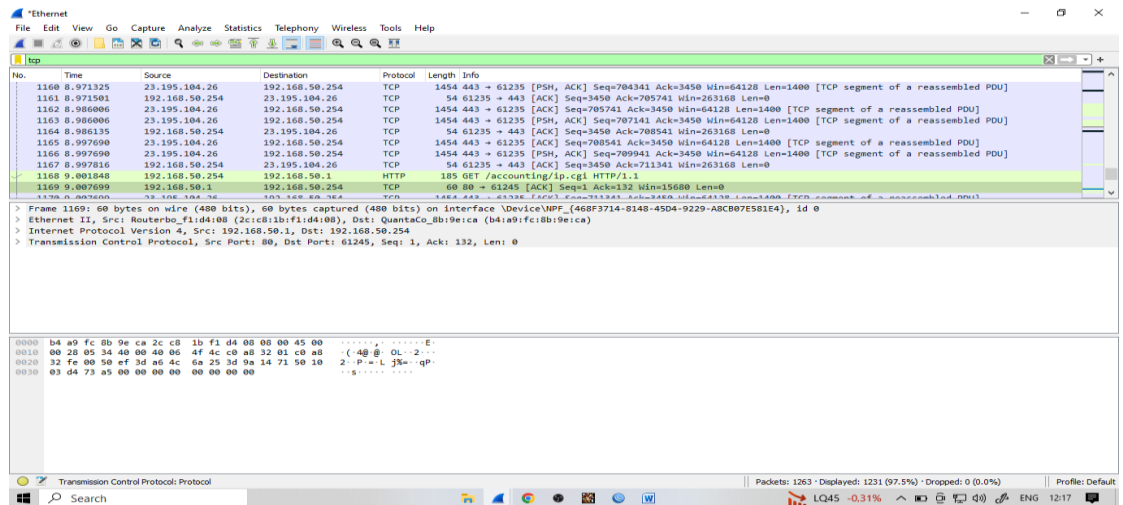 *Ethernet
File Edit View Go Capture Analyze Statistics Telephony Wireless Tools Help
tcp
No. Time Source Destination Protocol Length Info
1160 8.971325 23.195.104.26 192.168.50.254 TCP 1454 443 → 61235 [PSH, ACK] Seq=704341 Ack=3450 Win=64128 Len=1400 [TCP segment of a reassembled PDU]
1161 8.971501 192.168.50.254 23.195.104.26 TCP 54 61235 → 443 [ACK] Seq=3450 Ack=705741 Win=263168 Len=0
1162 8.986006 23.195.104.26 192.168.50.254 TCP 1454 443 → 61235 [ACK] Seq=705741 Ack=3450 Win=64128 Len=1400 [TCP segment of a reassembled PDU]
1163 8.986006 23.195.104.26 192.168.50.254 TCP 1454 443 → 61235 [PSH, ACK] Seq=707141 Ack=3450 Win=64128 Len=1400 [TCP segment of a reassembled PDU]
1164 8.986135 192.168.50.254 23.195.104.26 TCP 54 61235 → 443 [ACK] Seq=3450 Ack=708541 Win=263168 Len=0
1165 8.997690 23.195.104.26 192.168.50.254 TCP 1454 443 → 61235 [ACK] Seq=708541 Ack=3450 Win=64128 Len=1400 [TCP segment of a reassembled PDU]
1166 8.997690 23.195.104.26 192.168.50.254 TCP 1454 443 → 61235 [PSH, ACK] Seq=709941 Ack=3450 Win=64128 Len=1400 [TCP segment of a reassembled PDU]
1167 8.997816 192.168.50.254 23.195.104.26 TCP 54 61235 → 443 [ACK] Seq=3450 Ack=711341 Win=263168 Len=0
1168 9.001848 192.168.50.254 192.168.50.1 HTTP 185 GET /accounting/ip.cgi HTTP/1.1
1169 9.007699 192.168.50.1 192.168.50.254 TCP 60 80 → 61245 [ACK] Seq=1 Ack=132 Win=15680 Len=0
Frame 1169: 60 bytes on wire (480 bits), 60 bytes captured (480 bits) on interface \Device\NPF_{468F3714-8148-45D4-9229-A8CB07E581E4}, id 0
Ethernet II, Src: Routerbo_f1:d4:08 (2c:c8:1b:f1:d4:08), Dst: QuantaCo_8b:9e:ca (b4:a9:fc:8b:9e:ca)
Internet Protocol Version 4, Src: 192.168.50.1, Dst: 192.168.50.254
Transmission Control Protocol, Src Port: 80, Dst Port: 61245, Seq: 1, Ack: 132, Len: 0
0000 b4 a9 fc 8b 9e ca 2c c8 1b f1 d4 08 08 00 45 00 ······,· ······E·
0010 00 28 05 34 40 00 40 06 4f 4c c0 a8 32 01 c0 a8 ·(·4@·@· OL··2···
0020 32 fe 00 50 ef 3d a6 4c 6a 25 3d 9a 14 71 50 10 2··P·=·L j%=··qP·
0030 03 d4 73 a5 00 00 00 00 00 00 00 00 ··s····· ····
Transmission Control Protocol: Protocol
Packets: 1263 · Displayed: 1231 (97.5%) · Dropped: 0 (0.0%)
Profile: Default
Search
LQ45 -0,31%
ENG 12:17